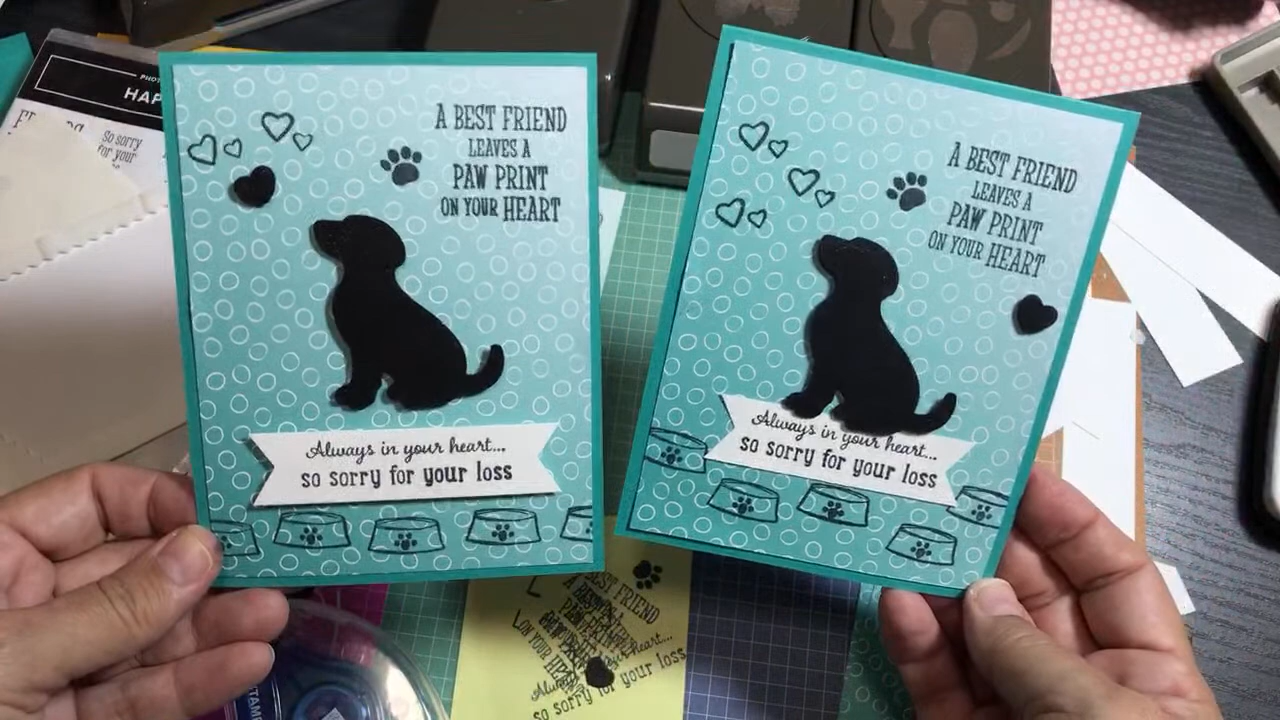 HAP
So sorry
for your
A BEST FRIEND
LEAVES A
PAW PRINT
ON YOUR HEART
Always in your heart...
so sorry for your loss
A BEST FRIEND
LEAVES A
PAW PRINT
ON YOUR HEART
Always in your heart...
so sorry for your loss
BEST FRIEND
ON YOUR
heart...
Always
so sorry for your loss
STAMP